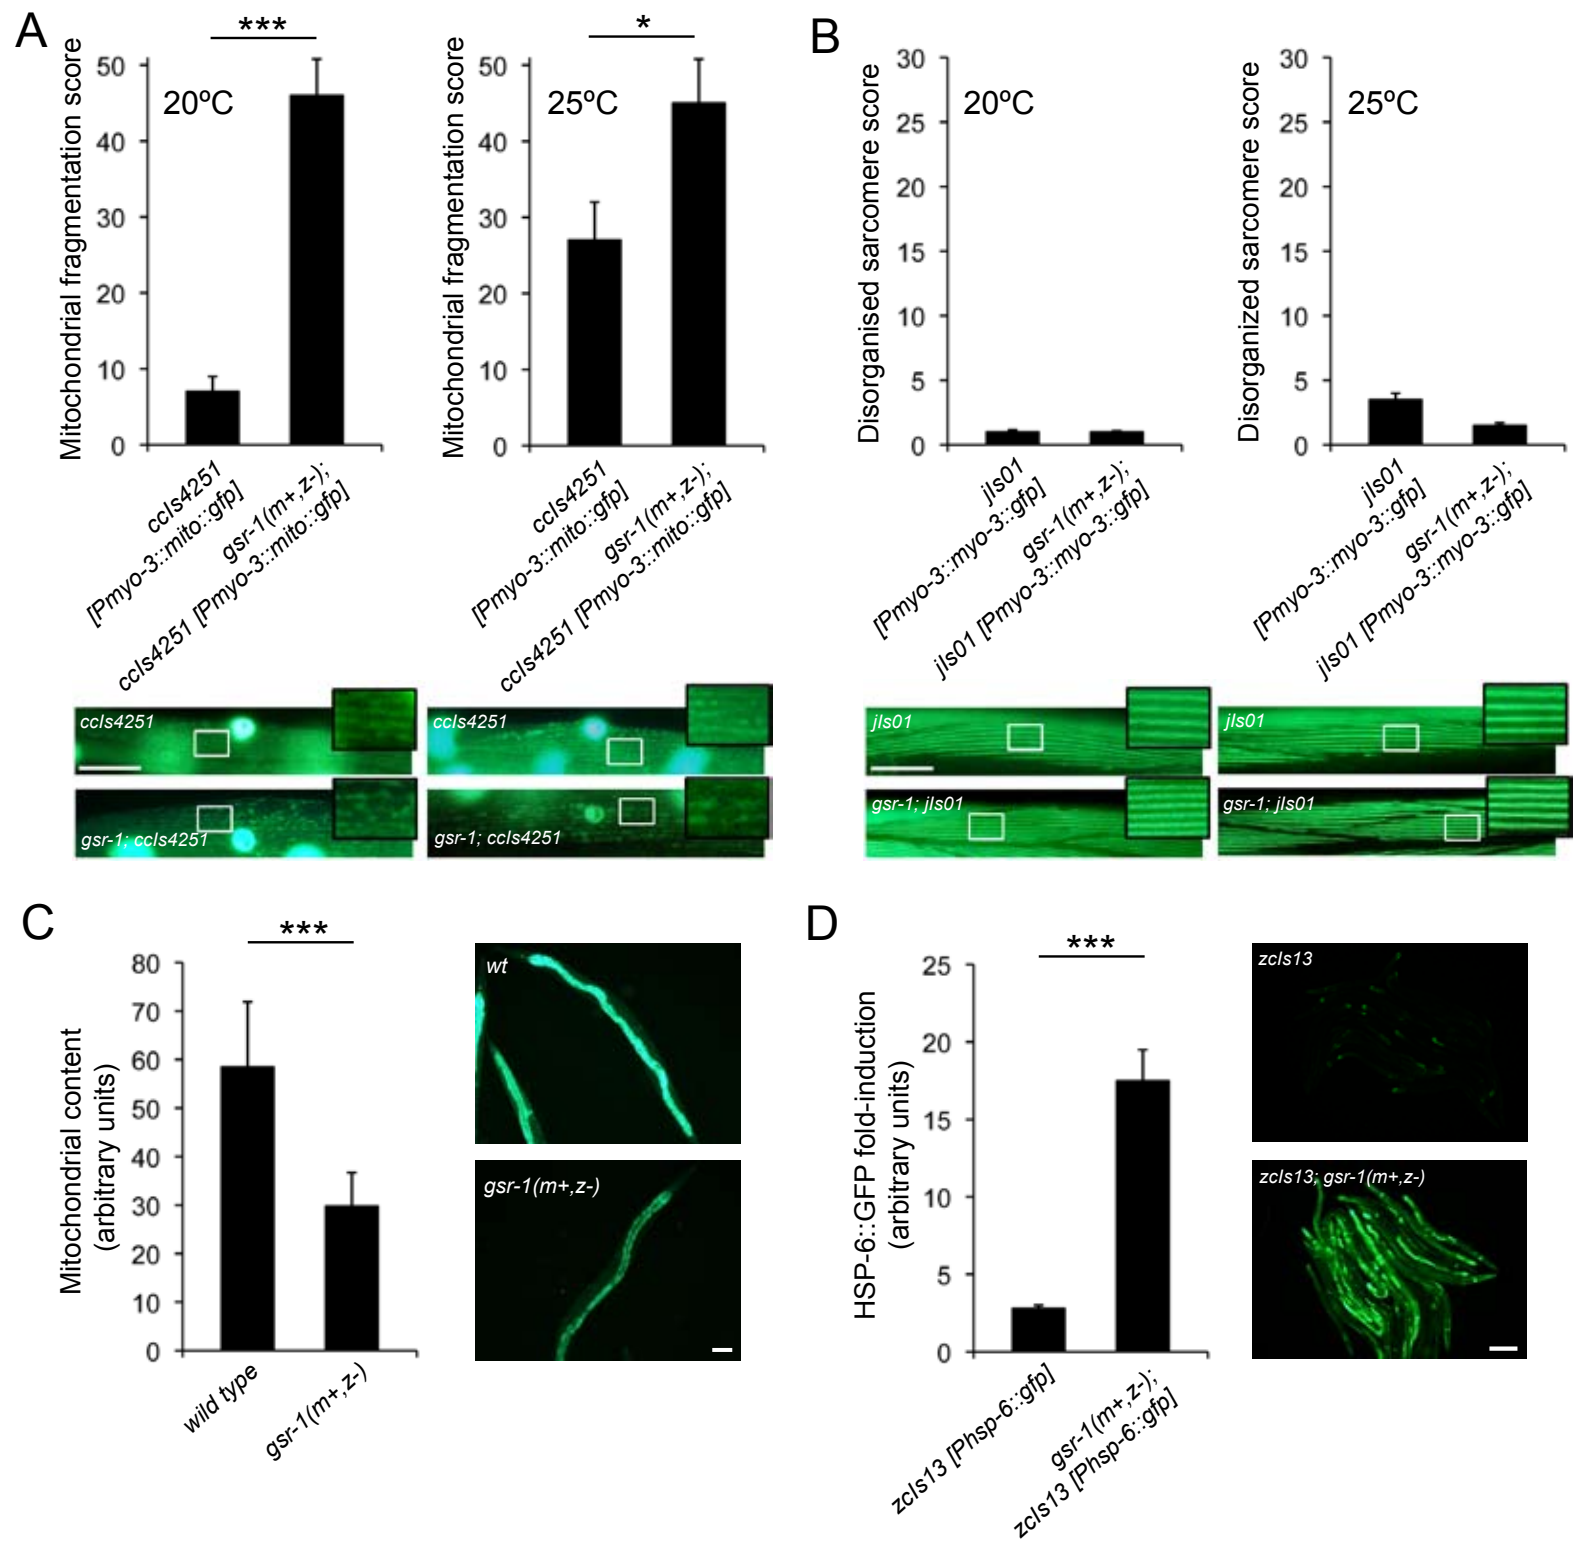 A
***
Mitochondrial fragmentation score
50
40
30
20
10
0
20ºC
ccIs4251
[Pmyo-3::mito::gfp]
gsr-1(m+,z-);
ccIs4251 [Pmyo-3::mito::gfp]
*
Mitochondrial fragmentation score
50
40
30
20
10
0
25ºC
ccIs4251
[Pmyo-3::mito::gfp]
gsr-1(m+,z-);
ccIs4251 [Pmyo-3::mito::gfp]
ccIs4251
ccIs4251
gsr-1; ccIs4251
gsr-1; ccIs4251
B
Disorganised sarcomere score
30
25
20
15
10
5
0
20ºC
jIs01
[Pmyo-3::myo-3::gfp]
gsr-1(m+,z-);
jIs01 [Pmyo-3::myo-3::gfp]
Disorganized sarcomere score
30
25
20
15
10
5
0
25ºC
jIs01
[Pmyo-3::myo-3::gfp]
gsr-1(m+,z-);
jIs01 [Pmyo-3::myo-3::gfp]
jIs01
jIs01
gsr-1; jIs01
gsr-1; jIs01
C
***
Mitochondrial content
(arbitrary units)
80
70
60
50
40
30
20
10
0
wild type
gsr-1(m+,z-)
wt
gsr-1(m+,z-)
D
***
HSP-6::GFP fold-induction
(arbitrary units)
25
20
15
10
5
0
zcIs13 [Phsp-6::gfp]
gsr-1(m+,z-);
zcIs13 [Phsp-6::gfp]
zcIs13
zcIs13; gsr-1(m+,z-)